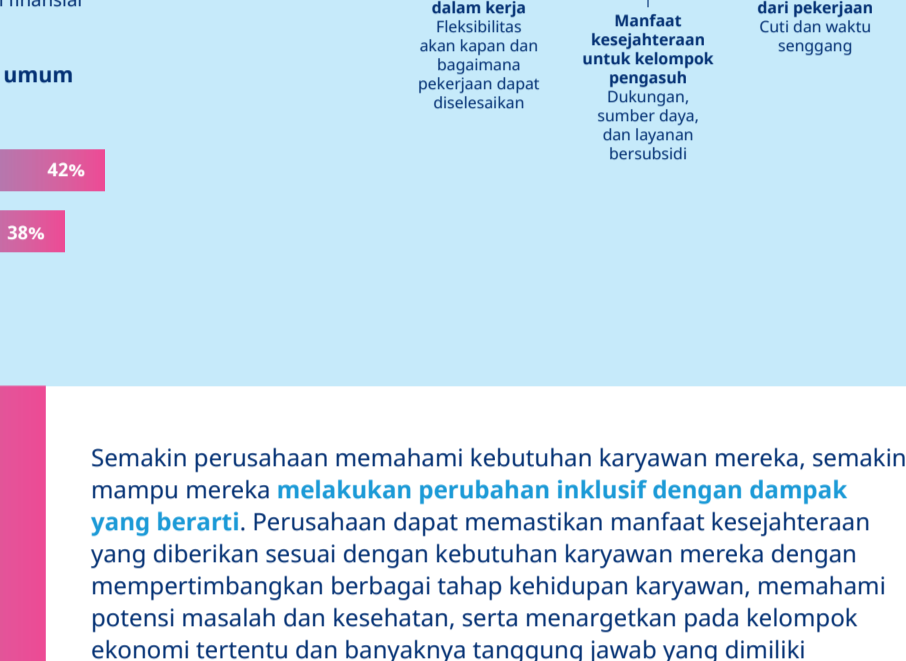 finansial
umum
42%
38%
dalam kerja
Fleksibilitas
akan kapan dan
bagaimana
pekerjaan dapat
diselesaikan
Manfaat
kesejahteraan
untuk kelompok
pengasuh
Dukungan,
sumber daya,
dan layanan
bersubsidi
dari pekerjaan
Cuti dan waktu
senggang
Semakin perusahaan memahami kebutuhan karyawan mereka, semakin
mampu mereka melakukan perubahan inklusif dengan dampak
yang berarti. Perusahaan dapat memastikan manfaat kesejahteraan
yang diberikan sesuai dengan kebutuhan karyawan mereka dengan
mempertimbangkan berbagai tahap kehidupan karyawan, memahami
potensi masalah dan kesehatan, serta menargetkan pada kelompok
ekonomi tertentu dan banyaknya tanggung jawab yang dimiliki